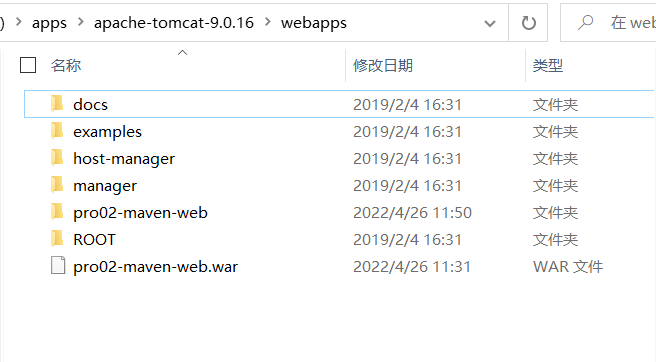 ) › apps › apache-tomcat-9.0.16 › webapps 在 web
名称 修改日期 类型
docs 2019/2/4 16:31 文件夹
examples 2019/2/4 16:31 文件夹
host-manager 2019/2/4 16:31 文件夹
manager 2019/2/4 16:31 文件夹
pro02-maven-web 2022/4/26 11:50 文件夹
ROOT 2019/2/4 16:31 文件夹
pro02-maven-web.war 2022/4/26 11:31 WAR 文件